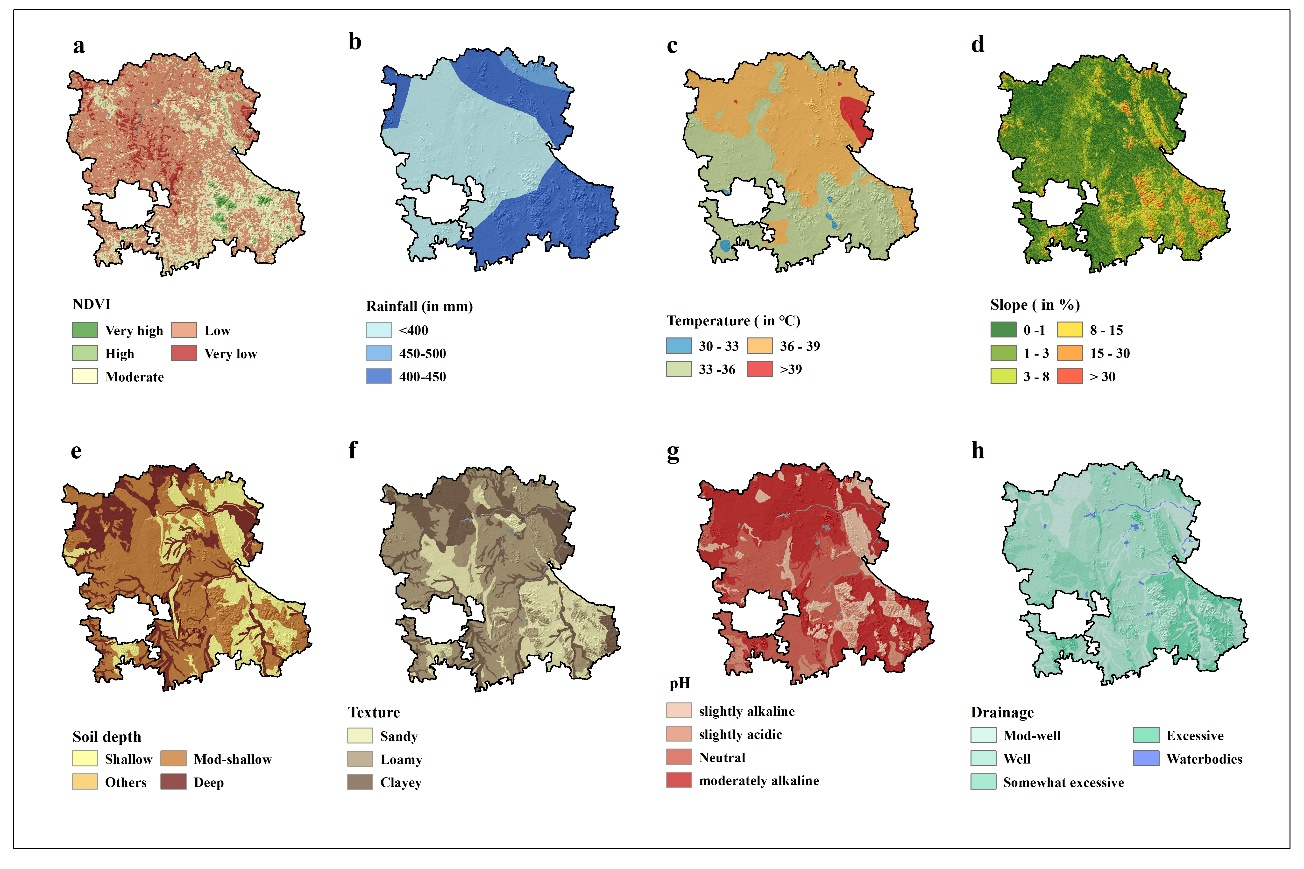 a
b
c
d
NDVI
Very high
Low
High
Very low
Moderate
Rainfall (in mm)
<400
450-500
400-450
Temperature ( in °C)
30 - 33
36 - 39
33 -36
>39
Slope ( in %)
0 -1
8 - 15
1 - 3
15 - 30
3 - 8
> 30
e
f
g
h
Soil depth
Shallow
Mod-shallow
Others
Deep
Texture
Sandy
Loamy
Clayey
pH
slightly alkaline
slightly acidic
Neutral
moderately alkaline
Drainage
Mod-well
Excessive
Well
Waterbodies
Somewhat excessive